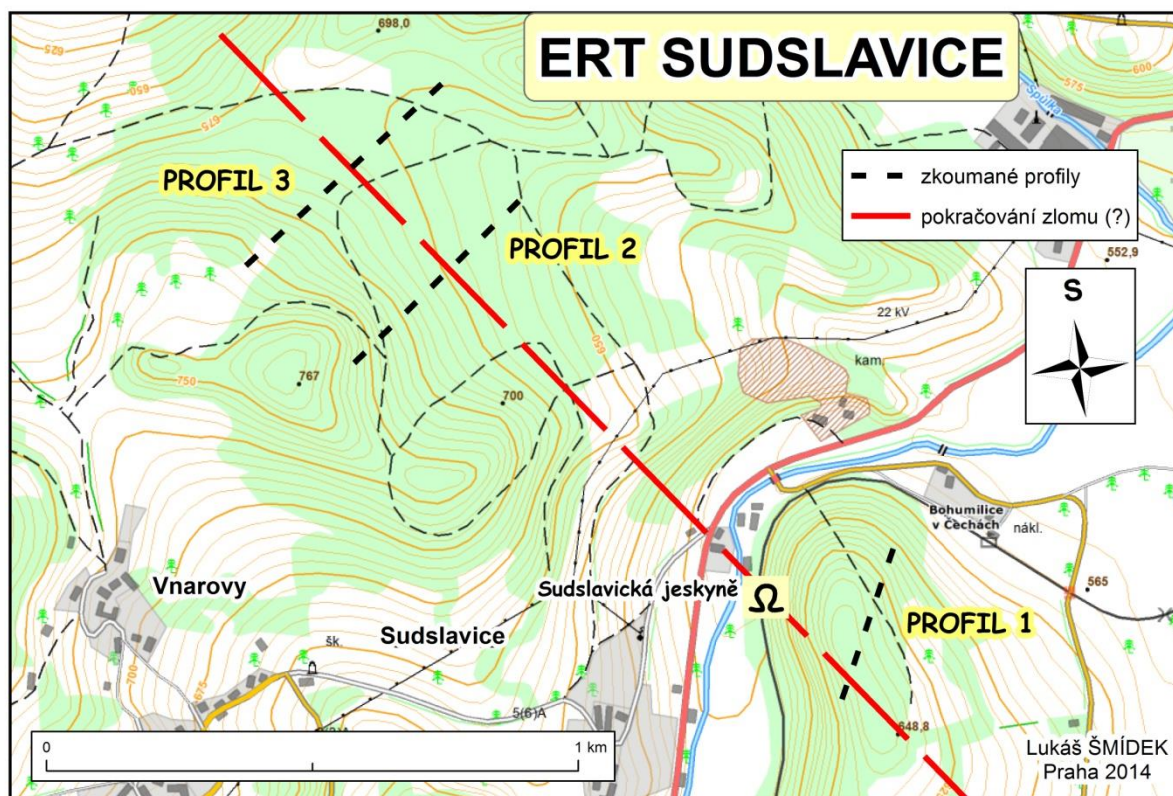 ERT SUDSLAVICE
698,0
625
650
675
600
575
Spůlka
PROFIL 3
zkoumané profily
pokračování zlomu (?)
PROFIL 2
552,9
S
22 kV
650
kam.
750
767
700
Bohumilice
v Čechách
nákl.
565
Vnarovy
Sudslavická jeskyně
Ω
PROFIL 1
Sudslavice
šk.
700
675
5(6)A
648,8
0
1 km
Lukáš ŠMÍDEK
Praha 2014